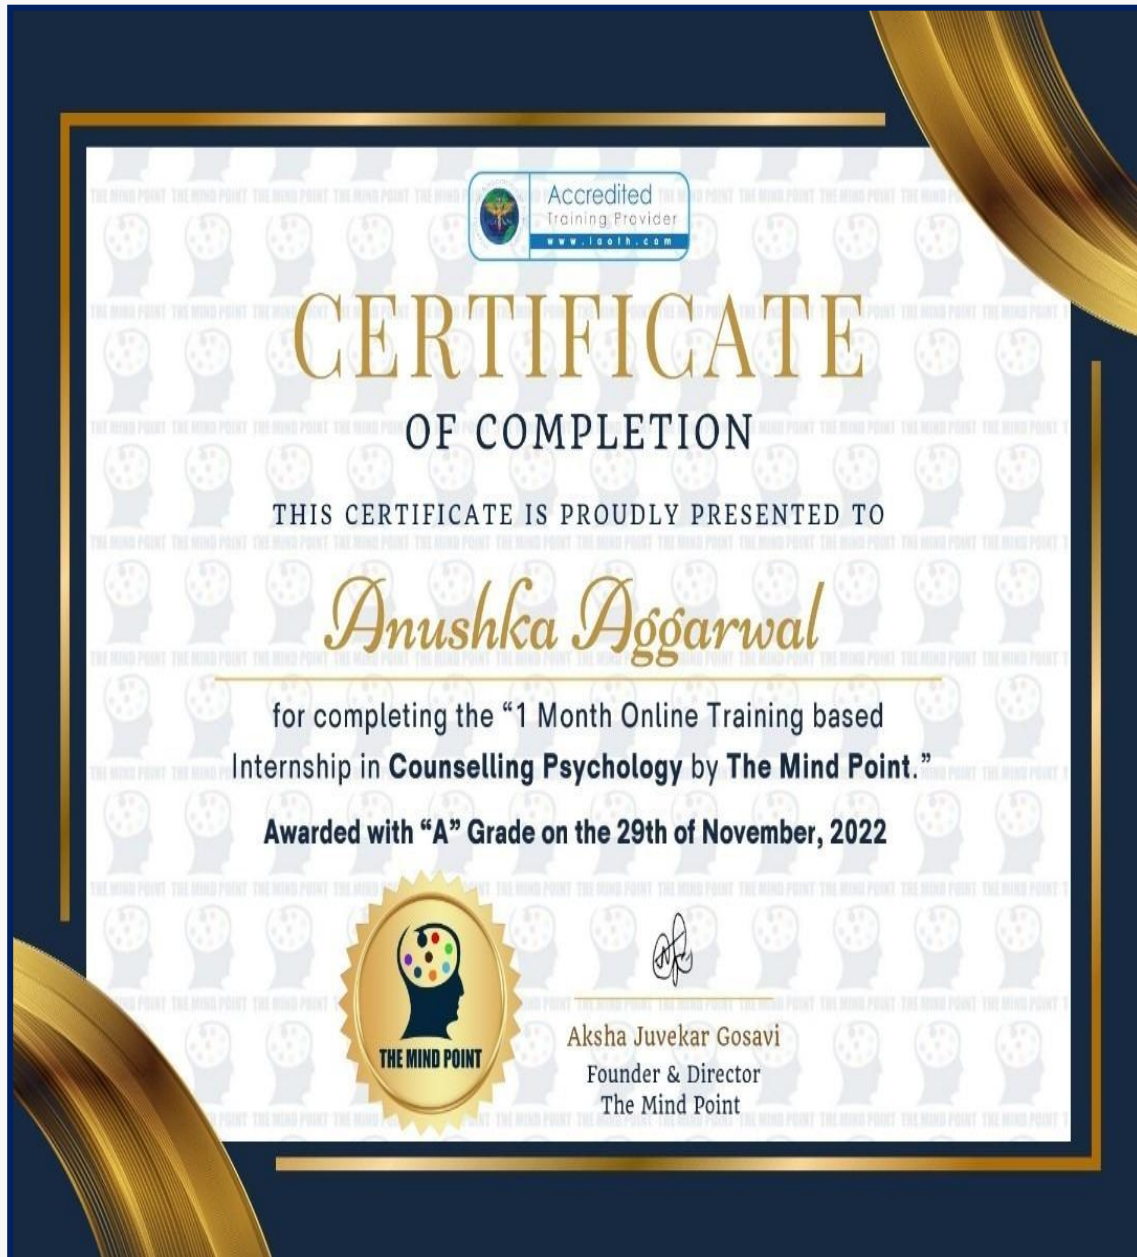 Accredited
Training Provider
www.iaoth.com
CERTIFICATE
OF COMPLETION
THIS CERTIFICATE IS PROUDLY PRESENTED TO
Anushka Aggarwal
for completing the “1 Month Online Training based
Internship in Counselling Psychology by The Mind Point.”
Awarded with “A” Grade on the 29th of November, 2022
THE MIND POINT
Aksha Juvekar Gosavi
Founder & Director
The Mind Point